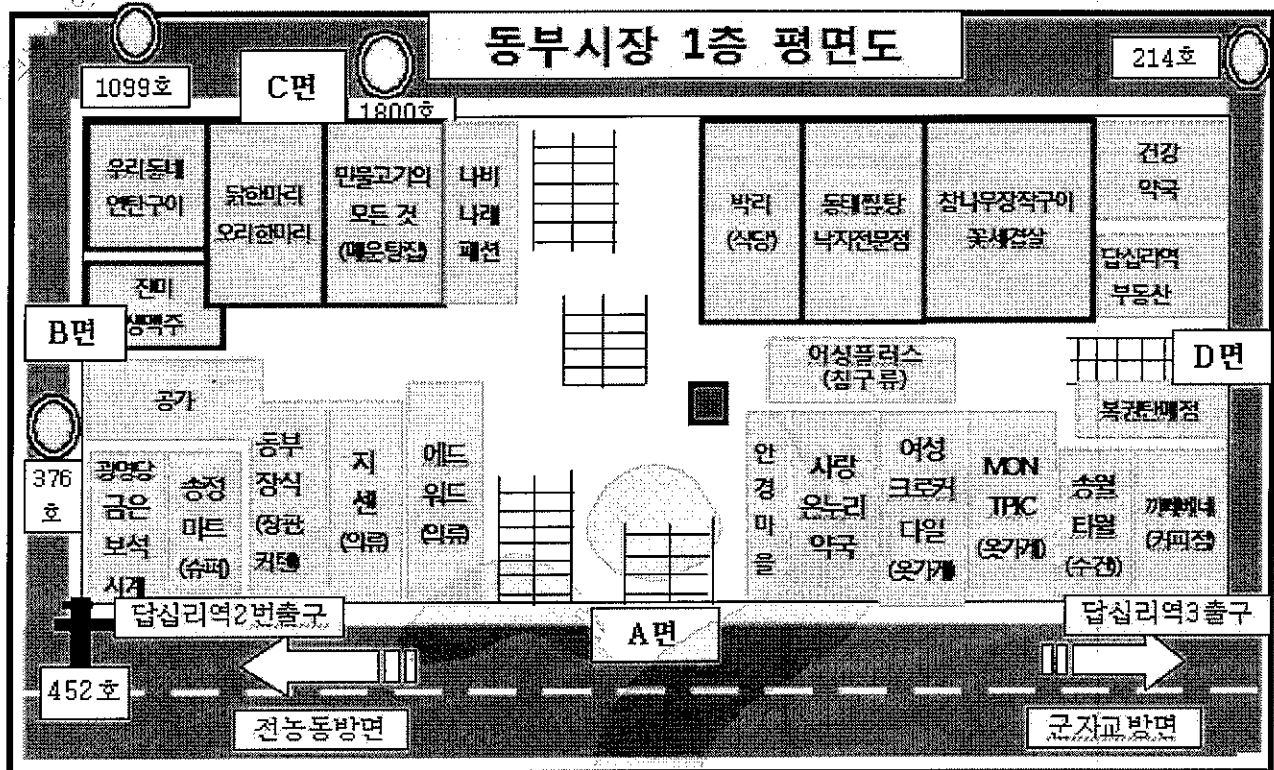 동부시장 1층 평면도
1099호
C면
1800호
214호
우리동네
연탄구이
닭한마리
오리한마리
민물고기의
모든 것
(매운탕집)
나비
나래
패션
박리
(식당)
동태찜탕
낙지전문점
참나무장작구이
꽃세겹살
건강
약국
답십리역
부동산
진미
생맥주
B면
D면
공가
어싱플러스
(침구류)
복권판매점
376
호
광명당
금은
보석
시계
송정
마트
(슈퍼)
동부
장식
(장판
커텐)
지
센
(의류)
에드
워드
(의류)
안
경
마
을
사랑
온누리
약국
여성
크로커
다일
(옷가게)
MON
TPIC
(옷가게)
송월
타월
(수건)
까페베네
(커피점)
답십리역2번출구
A면
답십리역3출구
452호
전농동방면
군자교방면